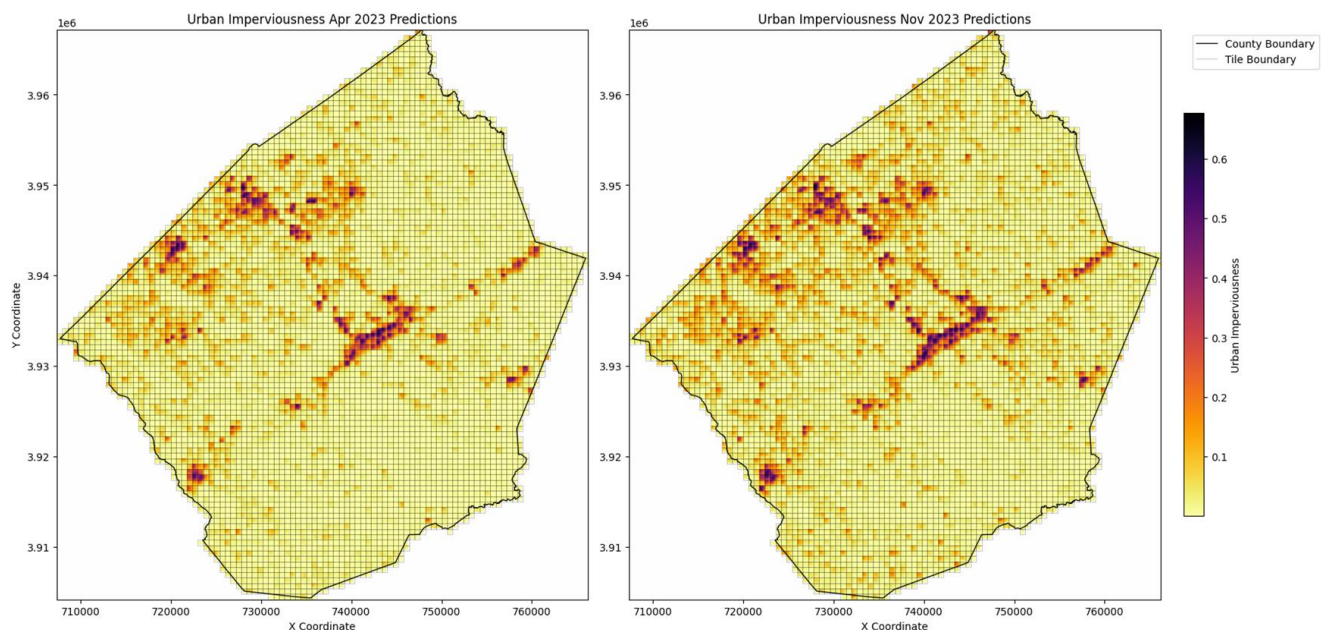 Urban Imperviousness Apr 2023 Predictions
1e6
3.96
3.95
3.94
3.93
3.92
3.91
Y Coordinate
710000 720000 730000 740000 750000 760000
X Coordinate
Urban Imperviousness Nov 2023 Predictions
1e6
3.96
3.95
3.94
3.93
3.92
3.91
710000 720000 730000 740000 750000 760000
X Coordinate
County Boundary
Tile Boundary
0.6
0.5
0.4
0.3
0.2
0.1
Urban Imperviousness